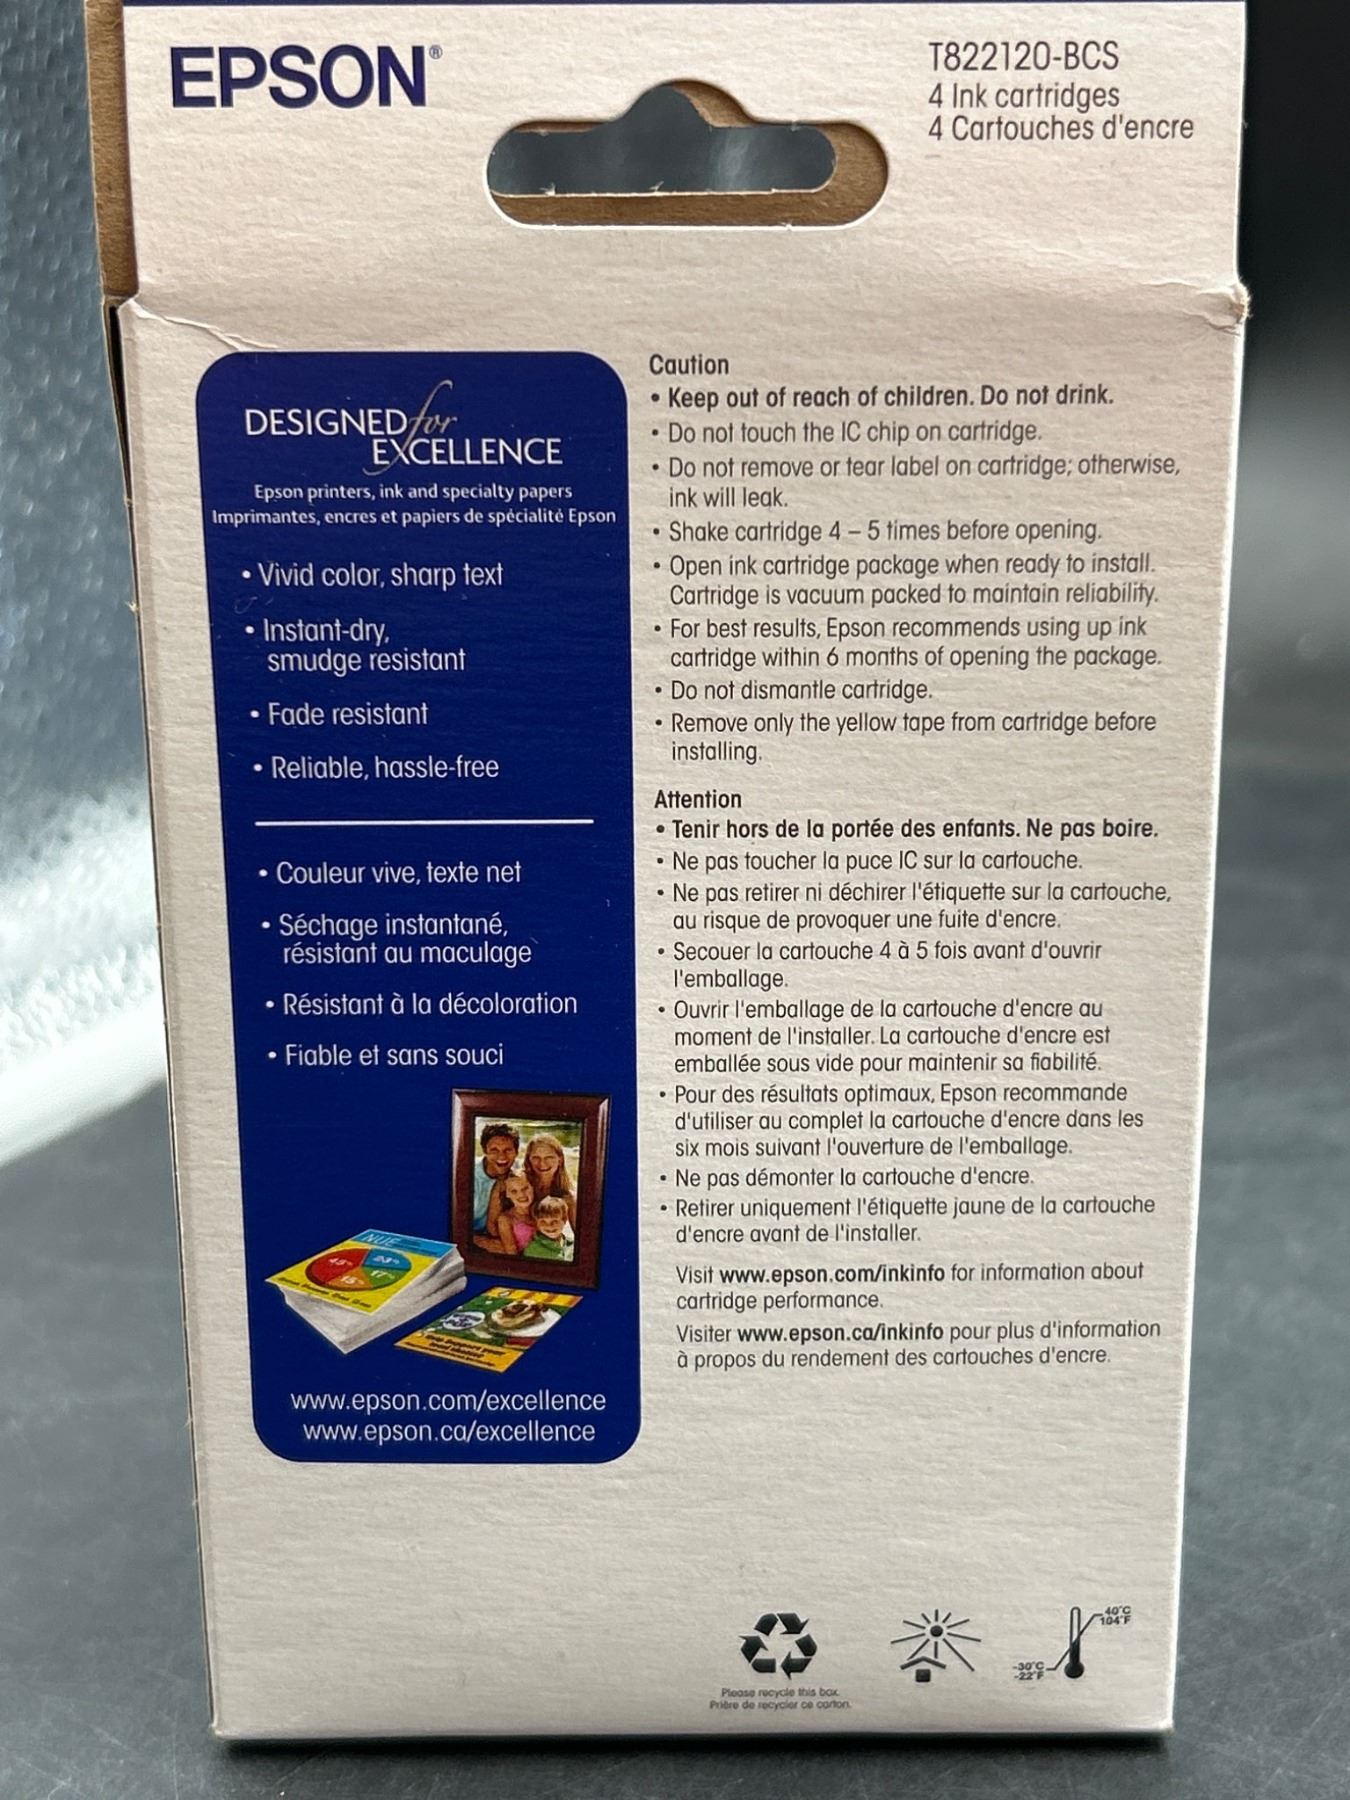 EPSON®
T822120-BCS
4 Ink cartridges
4 Cartouches d'encre
DESIGNED for
EXCELLENCE
Epson printers, ink and specialty papers
Imprimantes, encres et papiers de spécialité Epson
• Vivid color, sharp text
• Instant-dry,
smudge resistant
• Fade resistant
• Reliable, hassle-free
• Couleur vive, texte net
• Séchage instantané,
résistant au maculage
• Résistant à la décoloration
• Fiable et sans souci
NUE
45%
23%
17%
15%
www.epson.com/excellence
www.epson.ca/excellence
Caution
• Keep out of reach of children. Do not drink.
• Do not touch the IC chip on cartridge.
• Do not remove or tear label on cartridge; otherwise,
ink will leak.
• Shake cartridge 4 – 5 times before opening.
• Open ink cartridge package when ready to install.
Cartridge is vacuum packed to maintain reliability.
• For best results, Epson recommends using up ink
cartridge within 6 months of opening the package.
• Do not dismantle cartridge.
• Remove only the yellow tape from cartridge before
installing.
Attention
• Tenir hors de la portée des enfants. Ne pas boire.
• Ne pas toucher la puce IC sur la cartouche.
• Ne pas retirer ni déchirer l'étiquette sur la cartouche,
au risque de provoquer une fuite d'encre.
• Secouer la cartouche 4 à 5 fois avant d'ouvrir
l'emballage.
• Ouvrir l'emballage de la cartouche d'encre au
moment de l'installer. La cartouche d'encre est
emballée sous vide pour maintenir sa fiabilité.
• Pour des résultats optimaux, Epson recommande
d'utiliser au complet la cartouche d'encre dans les
six mois suivant l'ouverture de l'emballage.
• Ne pas démonter la cartouche d'encre.
• Retirer uniquement l'étiquette jaune de la cartouche
d'encre avant de l'installer.
Visit www.epson.com/inkinfo for information about
cartridge performance.
Visiter www.epson.ca/inkinfo pour plus d'information
à propos du rendement des cartouches d'encre.
Please recycle this box.
Prière de recycler ce carton.
40°C
104°F
-30°C
-22°F